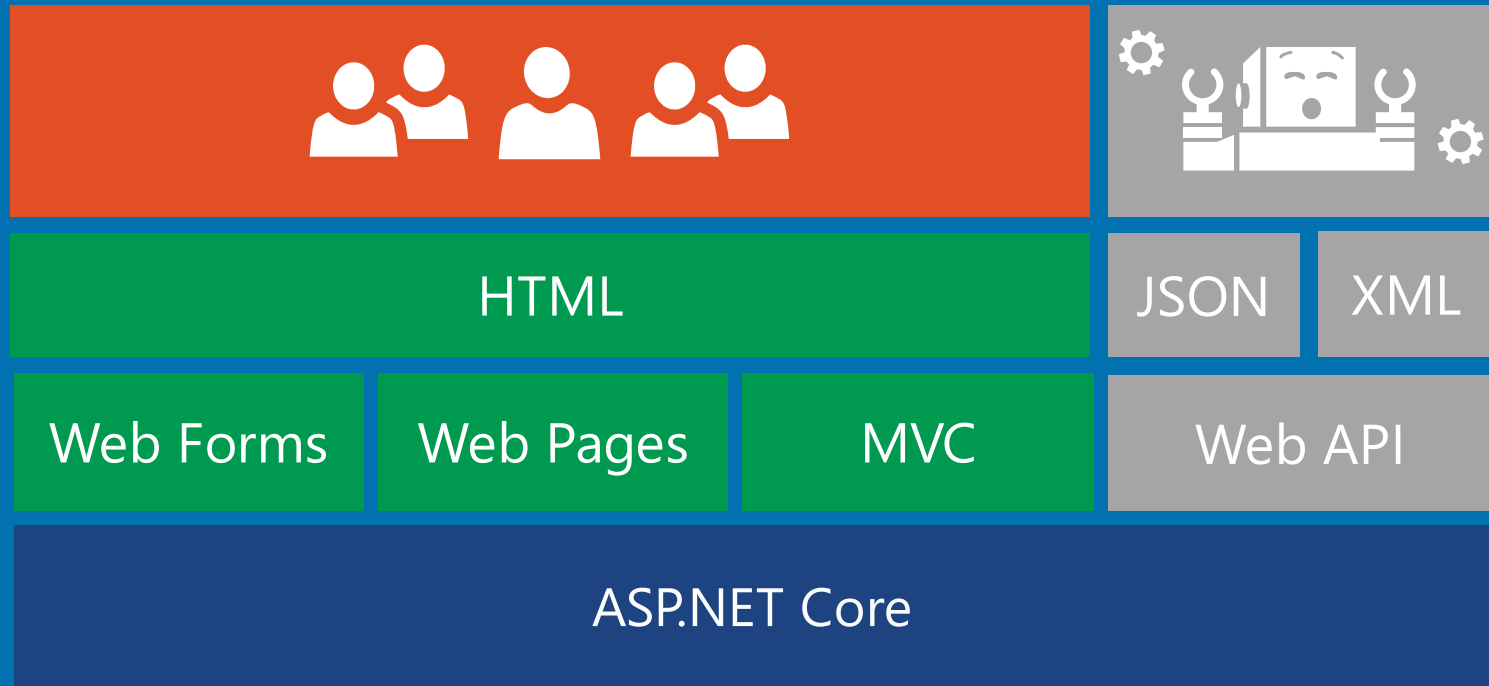 HTML
JSON
XML
Web Forms
Web Pages
MVC
Web API
ASP.NET Core